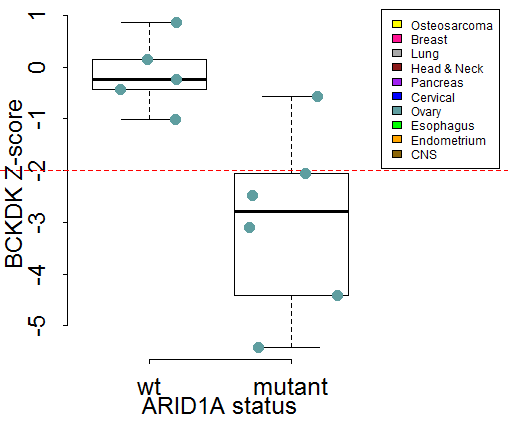 1
0
-1
-2
-3
-4
-5
BCKDK Z-score
wt
mutant
ARID1A status
Osteosarcoma
Breast
Lung
Head & Neck
Pancreas
Cervical
Ovary
Esophagus
Endometrium
CNS